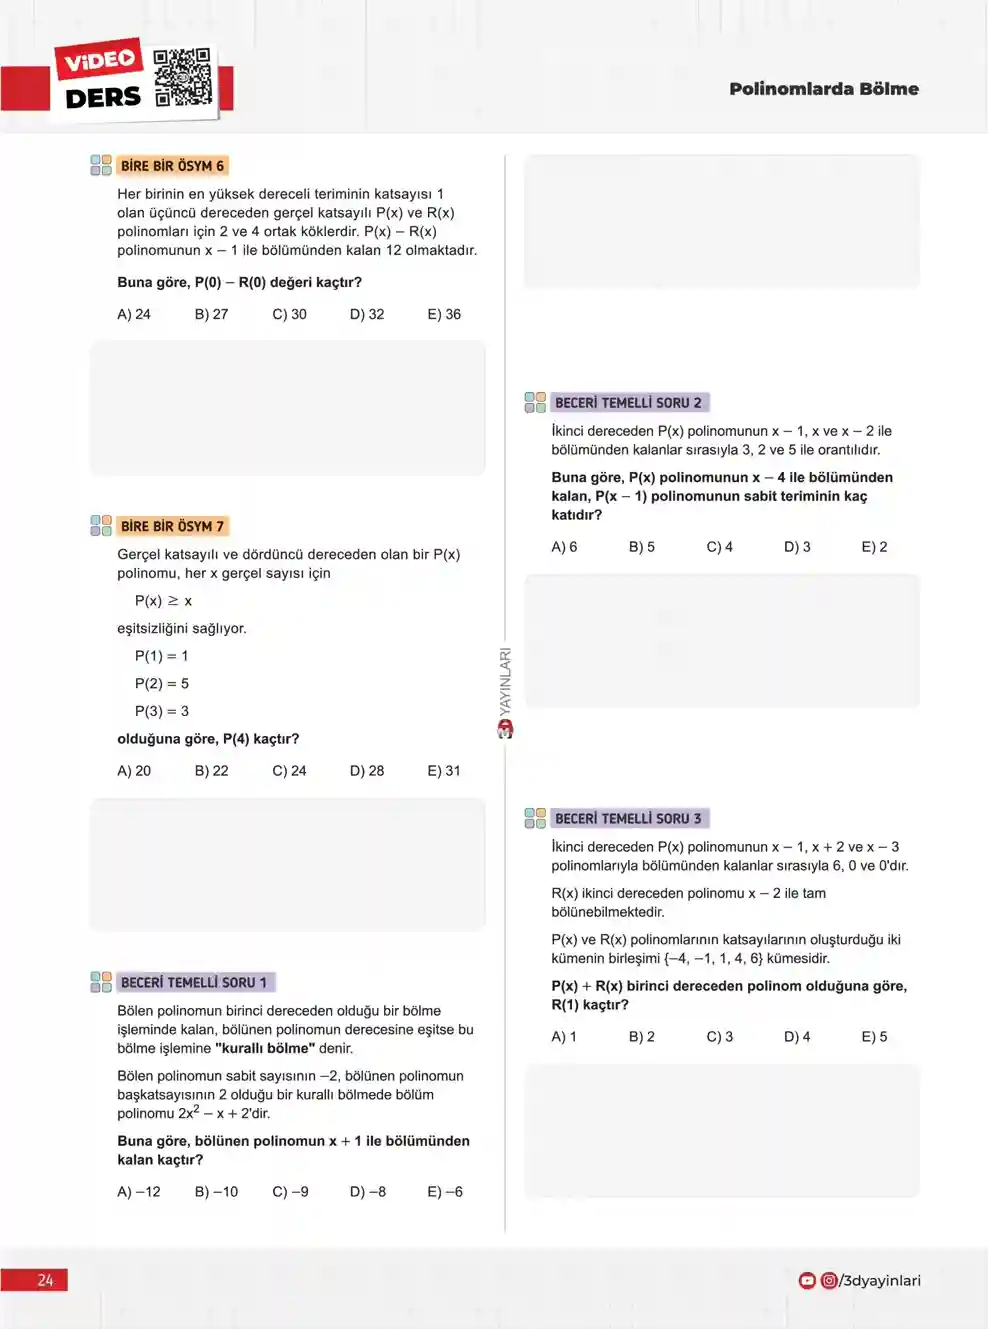 VİDEO
DERS
Polinomlarda Bölme
BİRE BİR ÖSYM 6
Her birinin en yüksek dereceli teriminin katsayısı 1
olan üçüncü dereceden gerçel katsayılı P(x) ve R(x)
polinomları için 2 ve 4 ortak köklerdir. P(x) – R(x)
polinomunun x – 1 ile bölümünden kalan 12 olmaktadır.
Buna göre, P(0) – R(0) değeri kaçtır?
A) 24 B) 27 C) 30 D) 32 E) 36
BİRE BİR ÖSYM 7
Gerçel katsayılı ve dördüncü dereceden olan bir P(x)
polinomu, her x gerçel sayısı için
P(x) ≥ x
eşitsizliğini sağlıyor.
P(1) = 1
P(2) = 5
P(3) = 3
olduğuna göre, P(4) kaçtır?
A) 20 B) 22 C) 24 D) 28 E) 31
BECERİ TEMELLİ SORU 1
Bölen polinomun birinci dereceden olduğu bir bölme
işleminde kalan, bölünen polinomun derecesine eşitse bu
bölme işlemine "kurallı bölme" denir.
Bölen polinomun sabit sayısının –2, bölünen polinomun
başkatsayısının 2 olduğu bir kurallı bölmede bölüm
polinomu 2x² – x + 2'dir.
Buna göre, bölünen polinomun x + 1 ile bölümünden
kalan kaçtır?
A) –12 B) –10 C) –9 D) –8 E) –6
YAYINLARI
BECERİ TEMELLİ SORU 2
İkinci dereceden P(x) polinomunun x – 1, x ve x – 2 ile
bölümünden kalanlar sırasıyla 3, 2 ve 5 ile orantılıdır.
Buna göre, P(x) polinomunun x – 4 ile bölümünden
kalan, P(x – 1) polinomunun sabit teriminin kaç
katıdır?
A) 6 B) 5 C) 4 D) 3 E) 2
BECERİ TEMELLİ SORU 3
İkinci dereceden P(x) polinomunun x – 1, x + 2 ve x – 3
polinomlarıyla bölümünden kalanlar sırasıyla 6, 0 ve 0'dır.
R(x) ikinci dereceden polinomu x – 2 ile tam
bölünebilmektedir.
P(x) ve R(x) polinomlarının katsayılarının oluşturduğu iki
kümenin birleşimi {–4, –1, 1, 4, 6} kümesidir.
P(x) + R(x) birinci dereceden polinom olduğuna göre,
R(1) kaçtır?
A) 1 B) 2 C) 3 D) 4 E) 5
24
/3dyayinlari